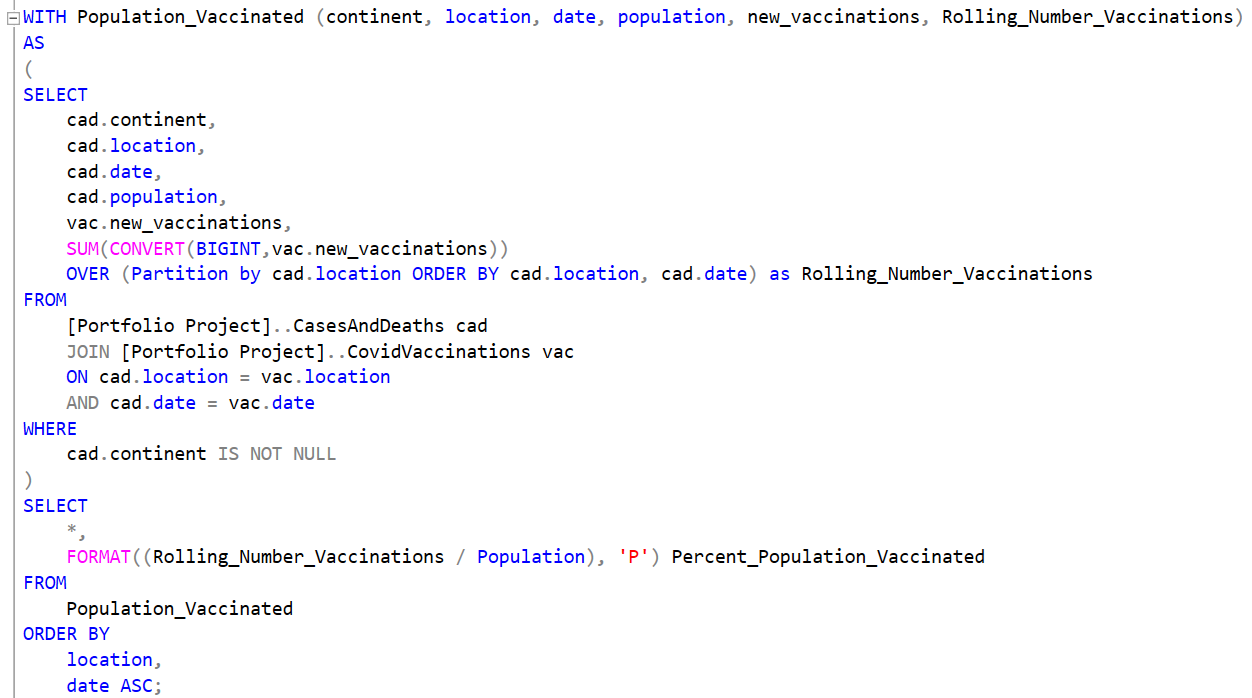 WITH Population_Vaccinated (continent, location, date, population, new_vaccinations, Rolling_Number_Vaccinations)
AS
(
SELECT
    cad.continent,
    cad.location,
    cad.date,
    cad.population,
    vac.new_vaccinations,
    SUM(CONVERT(BIGINT,vac.new_vaccinations))
    OVER (Partition by cad.location ORDER BY cad.location, cad.date) as Rolling_Number_Vaccinations
FROM
    [Portfolio Project]..CasesAndDeaths cad
    JOIN [Portfolio Project]..CovidVaccinations vac
    ON cad.location = vac.location
    AND cad.date = vac.date
WHERE
    cad.continent IS NOT NULL
)
SELECT
    *,
    FORMAT((Rolling_Number_Vaccinations / Population), 'P') Percent_Population_Vaccinated
FROM
    Population_Vaccinated
ORDER BY
    location,
    date ASC;